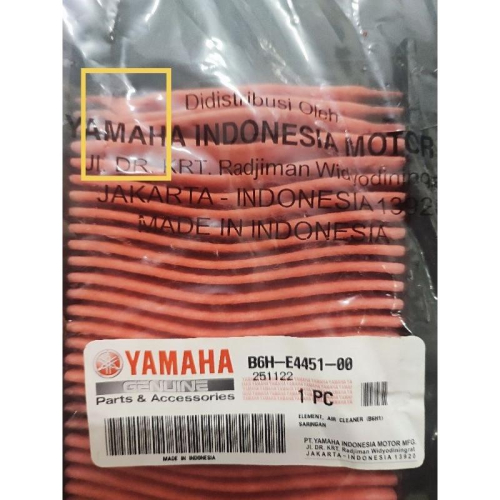 Didistribusi Oleh
YAMAHA INDONESIA MOTOR
Jl. DR. KRT. Radjiman Widyodiningrat
JAKARTA - INDONESIA 13920
MADE IN INDONESIA
YAMAHA
GENUINE
Parts & Accessories
MADE IN INDONESIA
B6H-E4451-00
251122
1 PC
ELEMENT, AIR CLEANER (B6H1)
SARINGAN
PT.YAMAHA INDONESIA MOTOR MFG.
JL. DR. KRT. Radjiman Widyodiningrat
JAKARTA - INDONESIA 13920